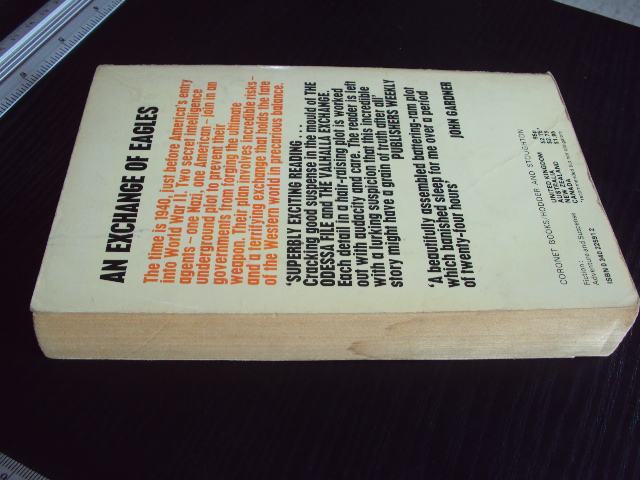 AN EXCHANGE OF EAGLES
The time is 1940, just before America's entry
into World War II. Two secret intelligence
agents – one Nazi, one American – join in an
underground plot to prevent their
governments from forging the ultimate
weapon. Their plan involves incredible risks –
and a terrifying exchange that holds the fate
of the Western world in precarious balance.
'SUPERBLY EXCITING READING ...
Cracking good suspense in the mould of THE
ODESSA FILE and THE VALHALLA EXCHANGE.
Each detail in a hair-raising plot is worked
out with audacity and care. The reader is left
with a lurking suspicion that this incredible
story might have a grain of truth after all'
PUBLISHERS WEEKLY
'A beautifully assembled battering-ram plot
which banished sleep for me over a period
of twenty-four hours'
JOHN GARDNER
CORONET BOOKS/HODDER AND STOUGHTON
Fiction:
Adventure and Suspense
ISBN 0 340 22591 2
UNITED KINGDOM 95p
AUSTRALIA
NEW ZEALAND
CANADA